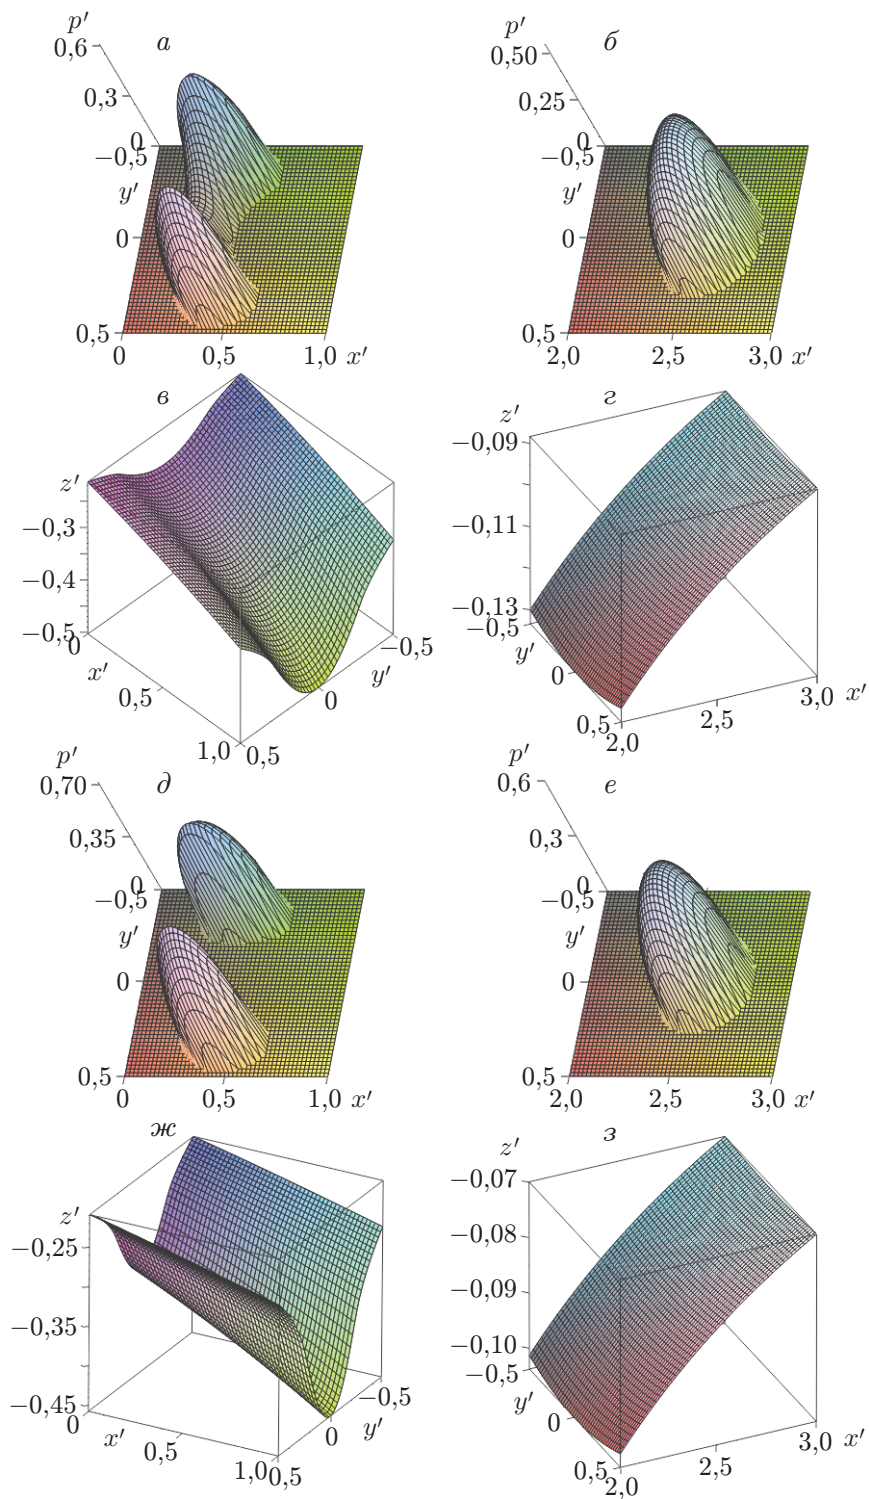 p′ а
0,6
0,3
0
−0,5
y′
0
0,5
0 0,5 1,0 x′
p′ б
0,50
0,25
0
−0,5
y′
0
0,5
2,0 2,5 3,0 x′
в
z′
−0,3
−0,4
−0,5
0
x′
0,5
1,0
0,5
0
y′
−0,5
г
z′
−0,09
−0,11
−0,13
−0,5
y′
0
0,5
2,0
2,5
3,0 x′
p′ д
0,70
0,35
0
−0,5
y′
0
0,5
0 0,5 1,0 x′
p′ е
0,6
0,3
0
−0,5
y′
0
0,5
2,0 2,5 3,0 x′
ж
z′
−0,25
−0,35
−0,45
0
x′
0,5
1,0
0,5
0
y′
−0,5
з
z′
−0,07
−0,08
−0,09
−0,10
−0,5
y′
0
0,5
2,0
2,5
3,0 x′